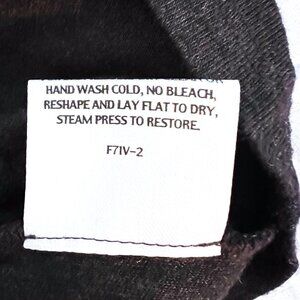 HAND WASH COLD, NO BLEACH,
RESHAPE AND LAY FLAT TO DRY,
STEAM PRESS TO RESTORE.
F7IV-2